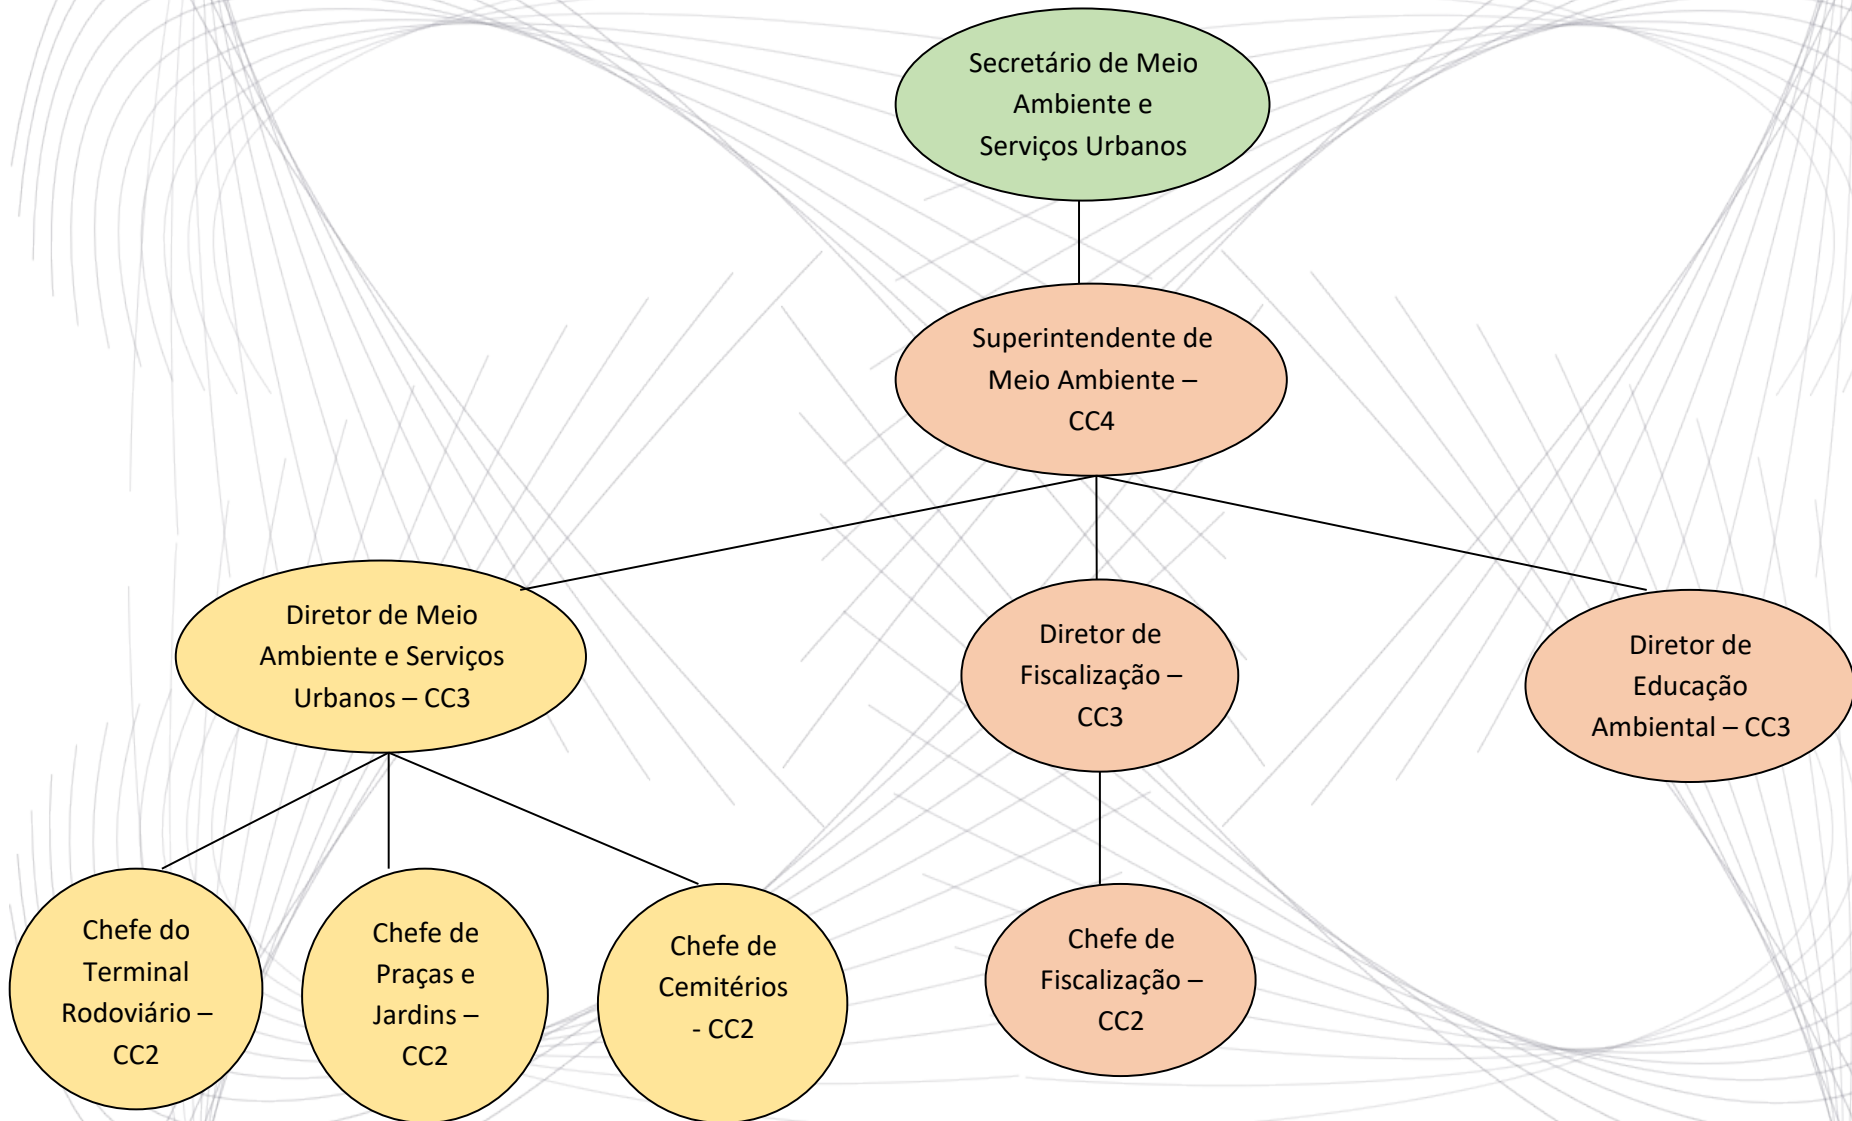 Secretário de Meio
Ambiente e
Serviços Urbanos
Superintendente de
Meio Ambiente –
CC4
Diretor de Meio
Ambiente e Serviços
Urbanos – CC3
Diretor de
Fiscalização –
CC3
Diretor de
Educação
Ambiental – CC3
Chefe do
Terminal
Rodoviário –
CC2
Chefe de
Praças e
Jardins –
CC2
Chefe de
Cemitérios
- CC2
Chefe de
Fiscalização –
CC2